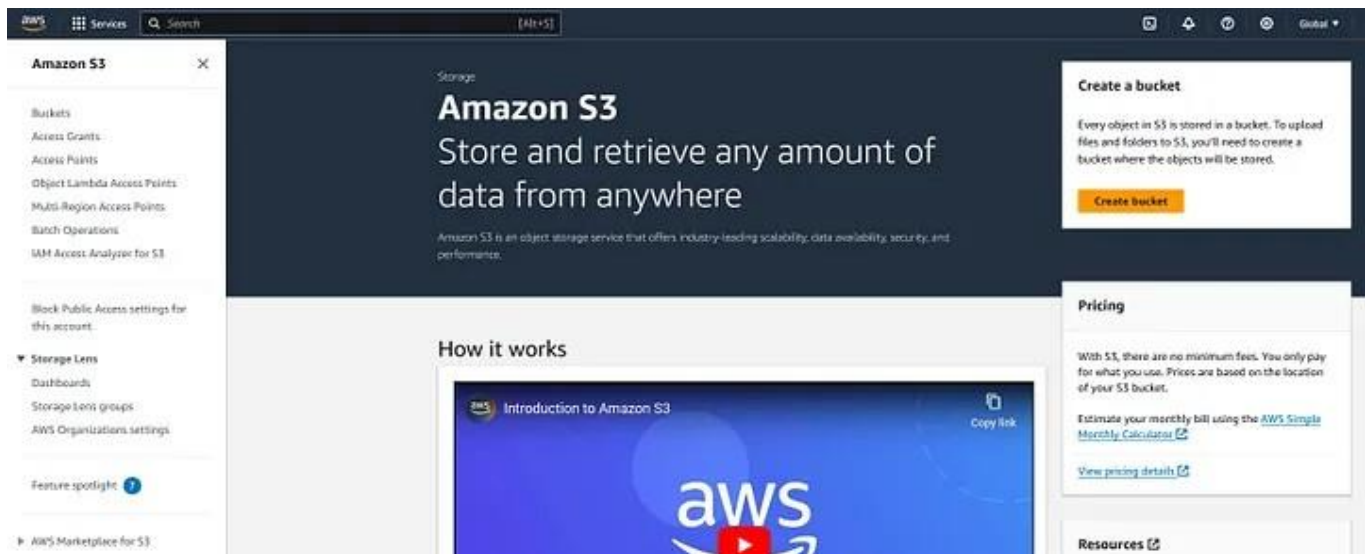 aws
Services
Search
[Alt+S]
Global
Amazon S3
Buckets
Access Grants
Access Points
Object Lambda Access Points
Multi-Region Access Points
Batch Operations
IAM Access Analyzer for S3
Block Public Access settings for
this account
Storage Lens
Dashboards
Storage Lens groups
AWS Organizations settings
Feature spotlight 7
AWS Marketplace for S3
Storage
Amazon S3
Store and retrieve any amount of
data from anywhere
Amazon S3 is an object storage service that offers industry-leading scalability, data availability, security, and
performance.
How it works
aws
Introduction to Amazon S3
Copy link
aws
Create a bucket
Every object in S3 is stored in a bucket. To upload
files and folders to S3, you'll need to create a
bucket where the objects will be stored.
Create bucket
Pricing
With S3, there are no minimum fees. You only pay
for what you use. Prices are based on the location
of your S3 bucket.
Estimate your monthly bill using the AWS Simple
Monthly Calculator
View pricing details
Resources